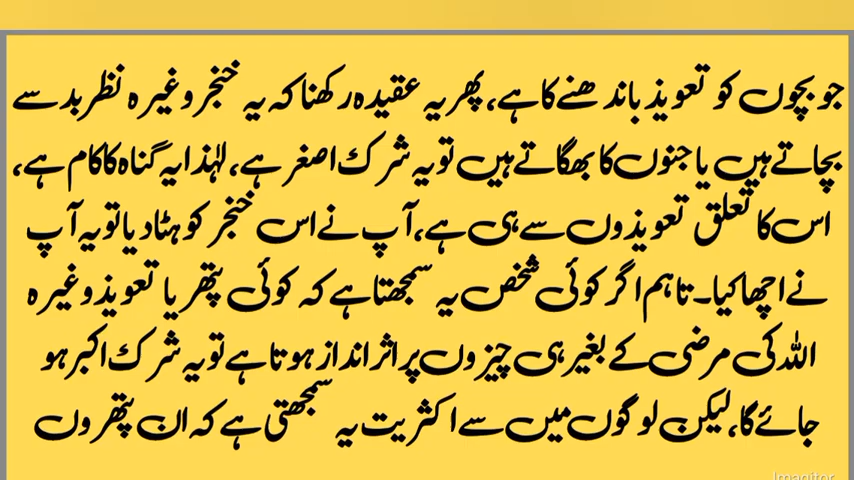 جو بچوں کو تعویذ باندھنے کا ہے، پھر یہ عقیدہ رکھنا کہ یہ خنجر وغیرہ نظر بد سے
بچاتے ہیں یا جنوں کا بھگاتے ہیں تو یہ شرک اصغر ہے، لہٰذا یہ گناہ کا کام ہے،
اس کا تعلق تعویذوں سے ہی ہے، آپ نے اس خنجر کو ہٹا دیا تو یہ آپ
نے اچھا کیا۔ تاہم اگر کوئی شخص یہ سمجھتا ہے کہ کوئی پتھر یا تعویذ وغیرہ
اللہ کی مرضی کے بغیر ہی چیزوں پر اثر انداز ہوتا ہے تو یہ شرک اکبر ہو
جائے گا، لیکن لوگوں میں سے اکثریت یہ سمجھتی ہے کہ ان پتھروں
Imagitor